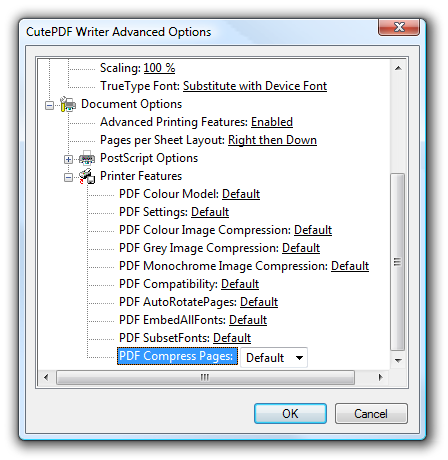 CutePDF Writer Advanced Options
Scaling: 100 %
TrueType Font: Substitute with Device Font
Document Options
Advanced Printing Features: Enabled
Pages per Sheet Layout: Right then Down
PostScript Options
Printer Features
PDF Colour Model: Default
PDF Settings: Default
PDF Colour Image Compression: Default
PDF Grey Image Compression: Default
PDF Monochrome Image Compression: Default
PDF Compatibility: Default
PDF AutoRotatePages: Default
PDF EmbedAllFonts: Default
PDF SubsetFonts: Default
PDF Compress Pages: Default
OK Cancel